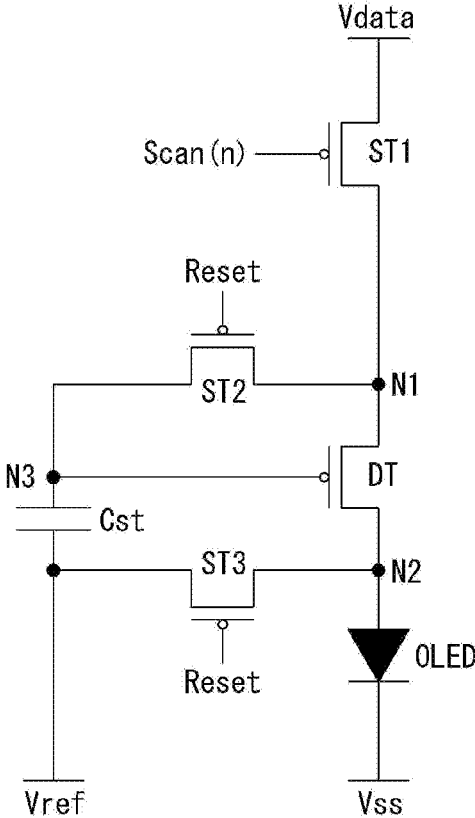 Vdata
Scan(n)
ST1
Reset
ST2
N1
N3
DT
Cst
ST3
N2
OLED
Reset
Vref
Vss